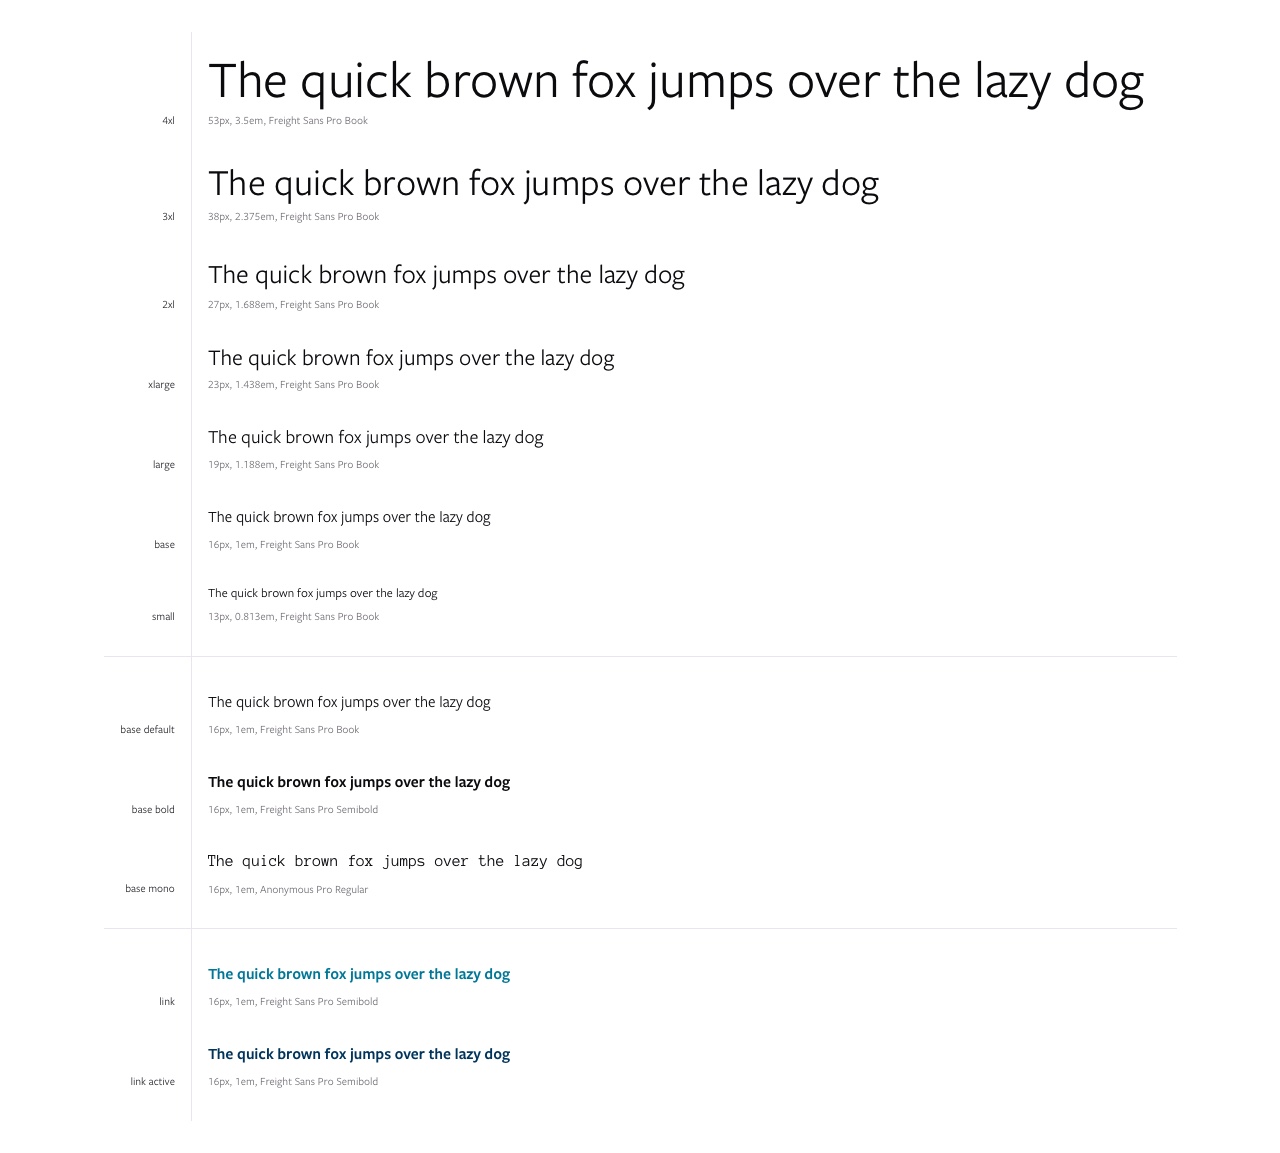 The quick brown fox jumps over the lazy dog
4xl 53px, 3.5em, Freight Sans Pro Book
The quick brown fox jumps over the lazy dog
3xl 38px, 2.375em, Freight Sans Pro Book
The quick brown fox jumps over the lazy dog
2xl 27px, 1.688em, Freight Sans Pro Book
The quick brown fox jumps over the lazy dog
xlarge 23px, 1.438em, Freight Sans Pro Book
The quick brown fox jumps over the lazy dog
large 19px, 1.188em, Freight Sans Pro Book
The quick brown fox jumps over the lazy dog
base 16px, 1em, Freight Sans Pro Book
The quick brown fox jumps over the lazy dog
small 13px, 0.813em, Freight Sans Pro Book
The quick brown fox jumps over the lazy dog
base default 16px, 1em, Freight Sans Pro Book
The quick brown fox jumps over the lazy dog
base bold 16px, 1em, Freight Sans Pro Semibold
The quick brown fox jumps over the lazy dog
base mono 16px, 1em, Anonymous Pro Regular
The quick brown fox jumps over the lazy dog
link 16px, 1em, Freight Sans Pro Semibold
The quick brown fox jumps over the lazy dog
link active 16px, 1em, Freight Sans Pro Semibold